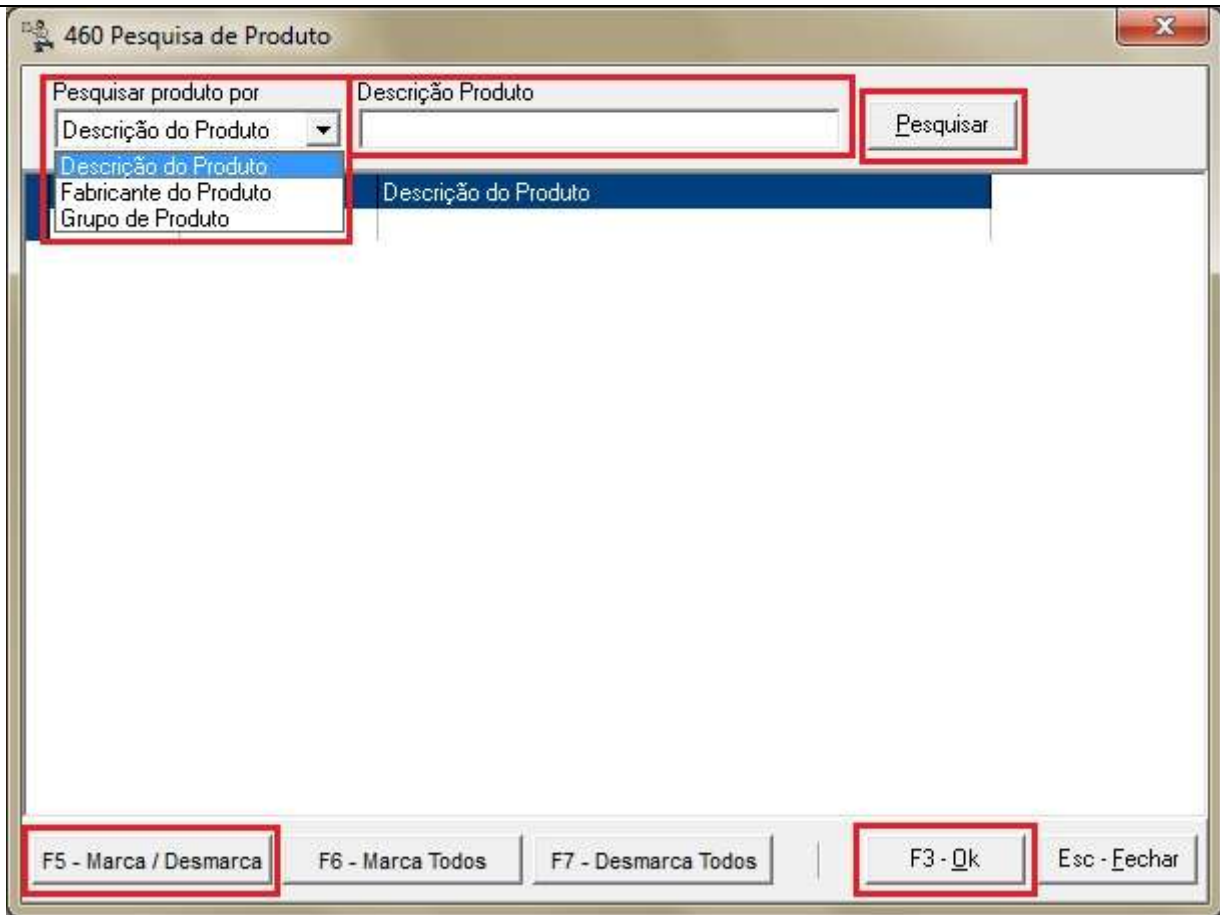 460 Pesquisa de Produto
Pesquisar produto por
Descrição Produto
Descrição do Produto
Pesquisar
Descrição do Produto
Fabricante do Produto
Grupo de Produto
Descrição do Produto
F5 - Marca / Desmarca
F6 - Marca Todos
F7 - Desmarca Todos
F3 - Ok
Esc - Fechar